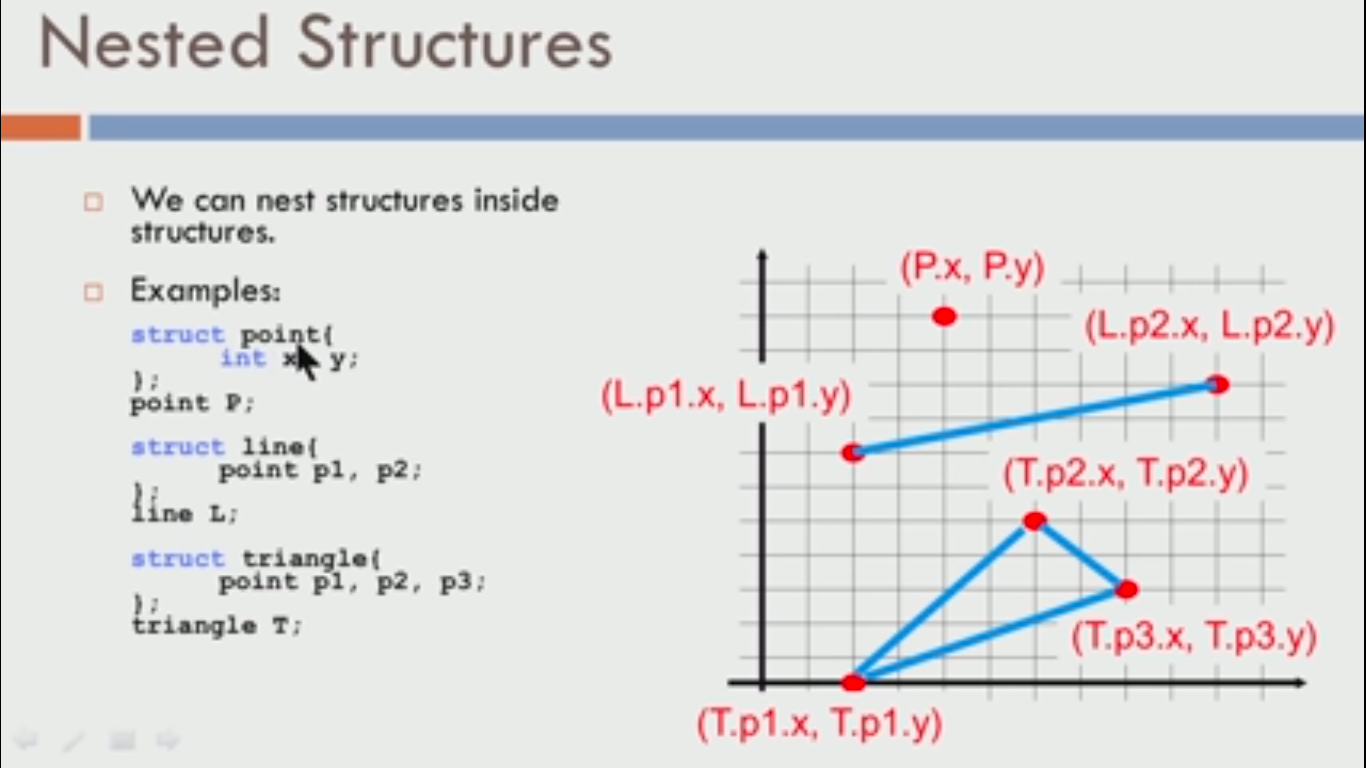 Nested Structures
We can nest structures inside
structures.
Examples:
struct point{
int x, y;
};
point P;
struct line{
point p1, p2;
};
line L;
struct triangle{
point p1, p2, p3;
};
triangle T;
(P.x, P.y)
(L.p2.x, L.p2.y)
(L.p1.x, L.p1.y)
(T.p2.x, T.p2.y)
(T.p3.x, T.p3.y)
(T.p1.x, T.p1.y)